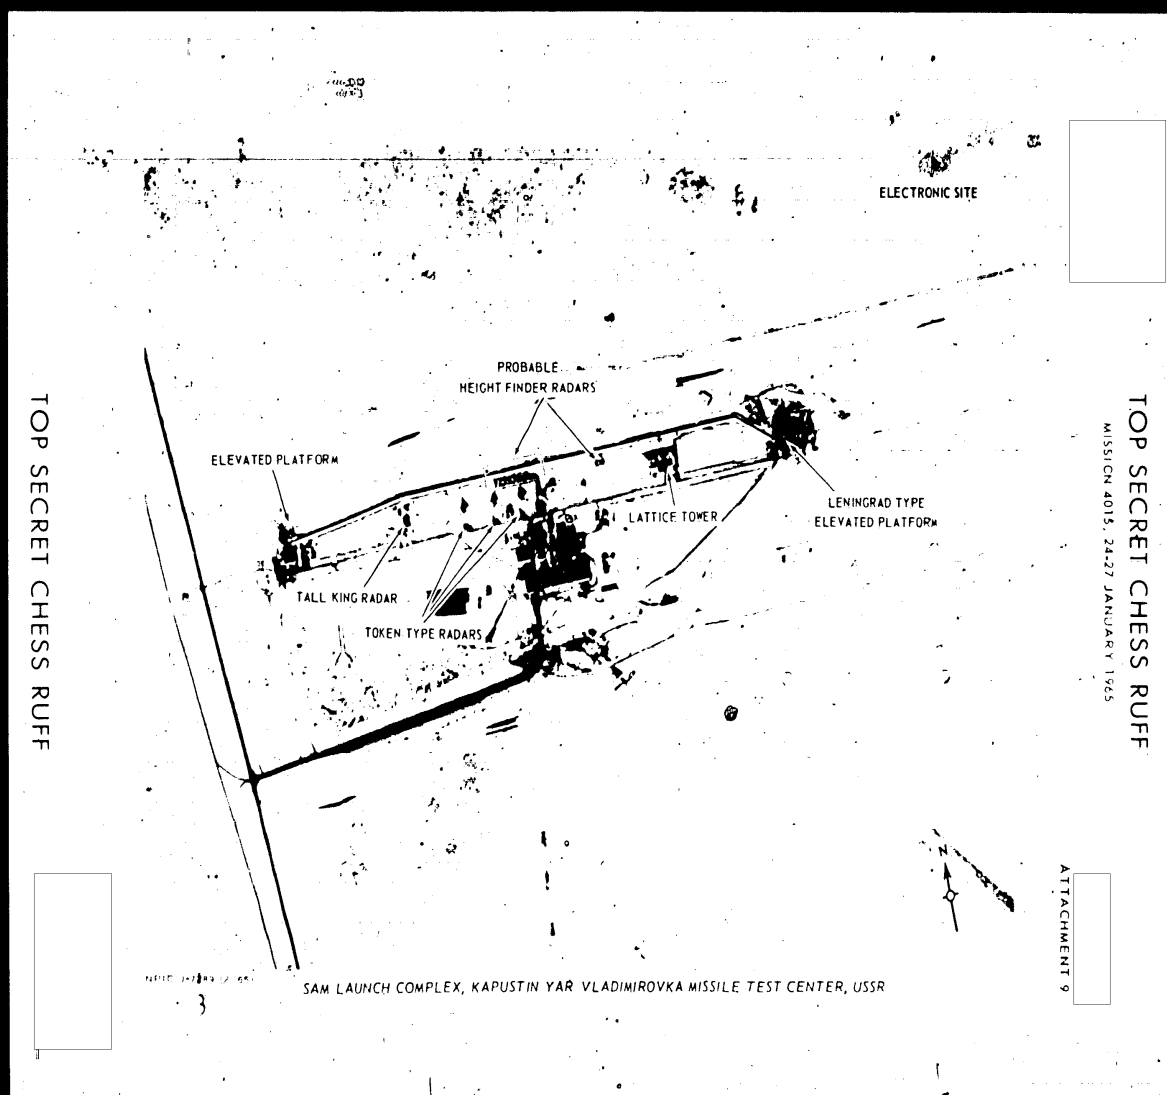 ELECTRONIC SITE
PROBABLE
HEIGHT FINDER RADARS
ELEVATED PLATFORM
LENINGRAD TYPE
ELEVATED PLATFORM
LATTICE TOWER
TALL KING RADAR
TOKEN TYPE RADARS
TOP SECRET CHESS RUFF
TOP SECRET CHESS RUFF
MISSION 4015, 24-27 JANUARY 1965
N
ATTACHMENT 9
SAM LAUNCH COMPLEX, KAPUSTIN YAR VLADIMIROVKA MISSILE TEST CENTER, USSR
3